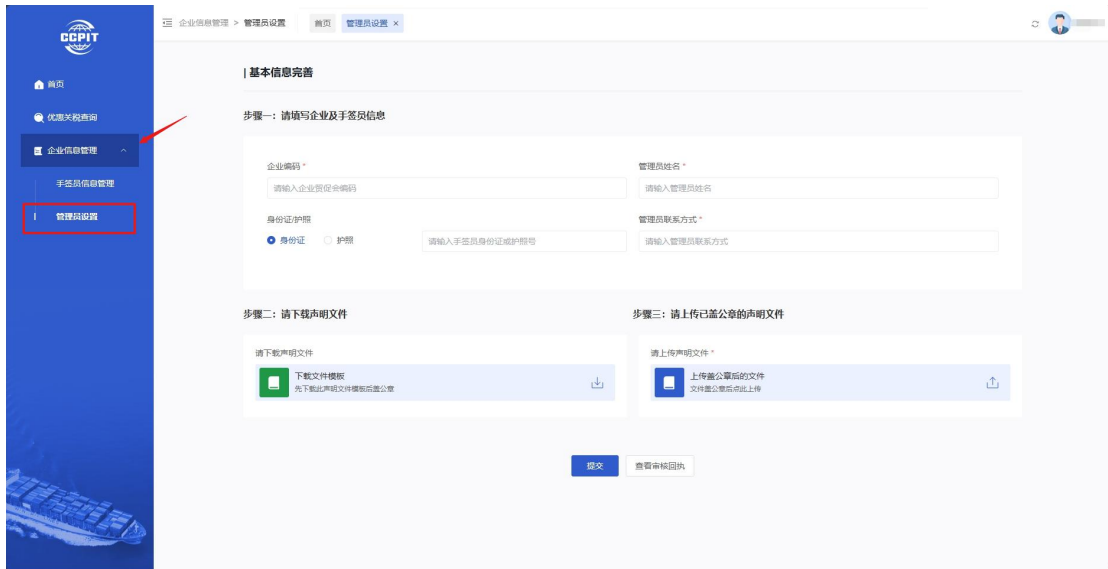 CCPIT
企业信息管理 > 管理员设置 首页 管理员设置 ×
首页
优惠关税查询
企业信息管理
手签员信息管理
管理员设置
|基本信息完善
步骤一：请填写企业及手签员信息
企业编码 *
请输入企业贸促会编码
管理员姓名 *
请输入管理员姓名
身份证/护照
身份证 护照 请输入手签员身份证或护照号
管理员联系方式 *
请输入管理员联系方式
步骤二：请下载声明文件
请下载声明文件
下载文件模板
先下载此声明文件模板后盖公章
步骤三：请上传已盖公章的声明文件
请上传声明文件 *
上传盖公章后的文件
文件盖公章后点此上传
提交 查看审核回执